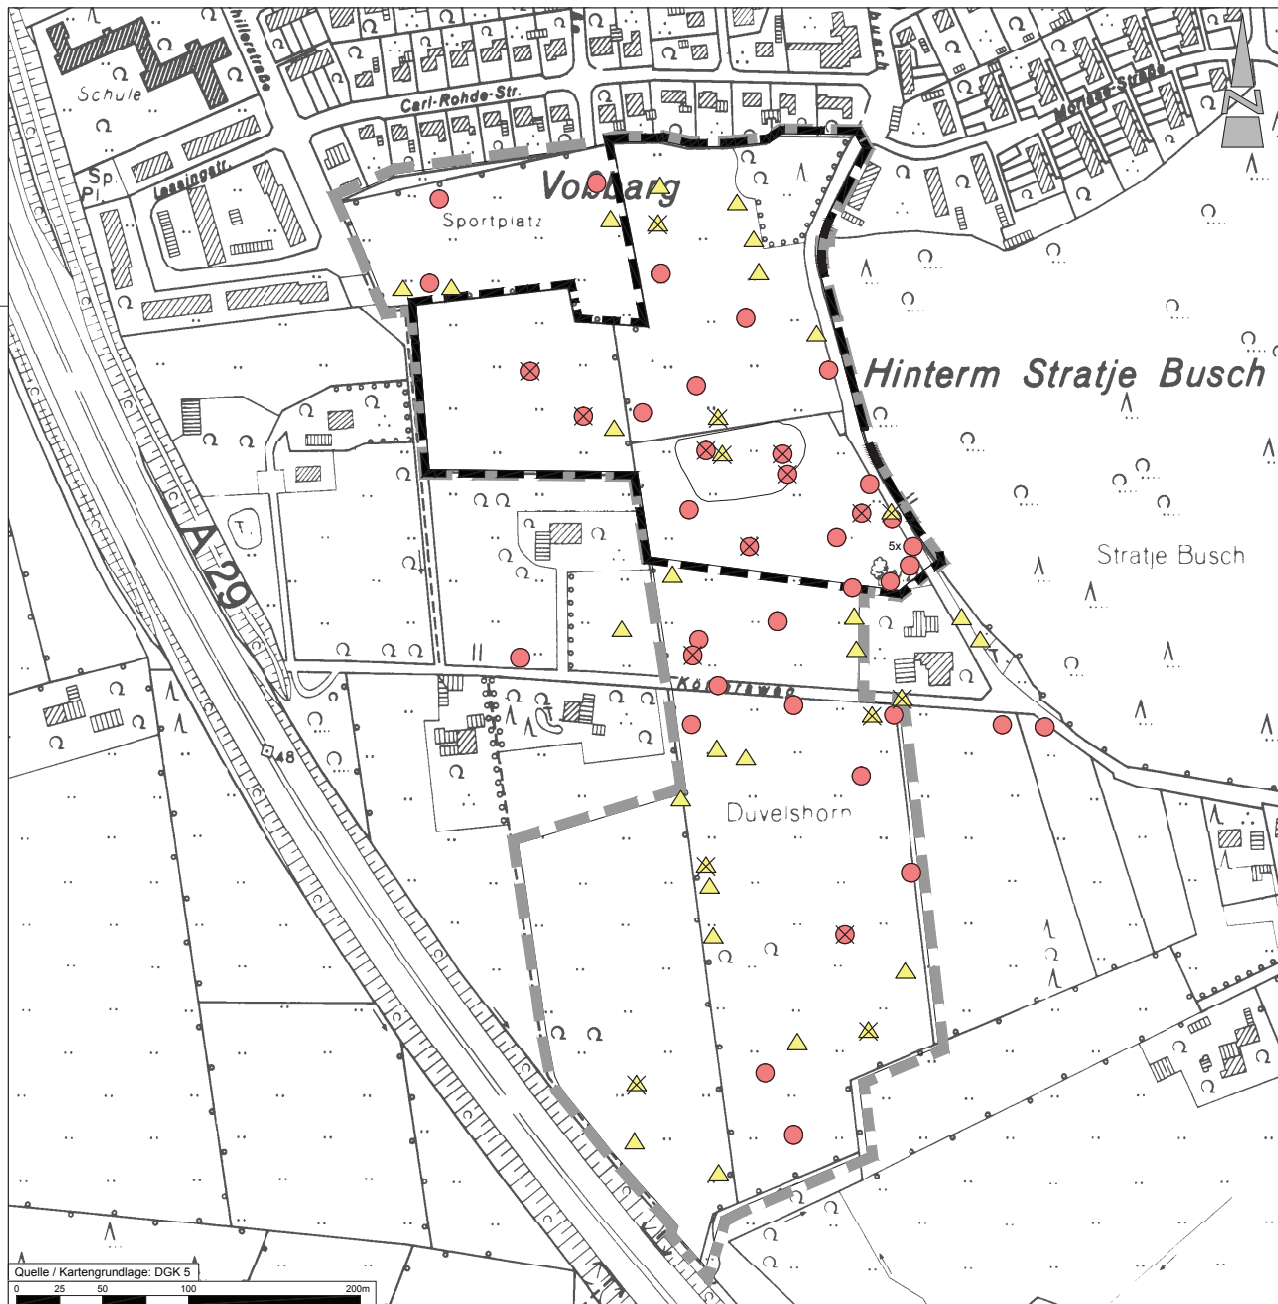 Schule
Carl-Rohde-Str.
Sp.
Pl.
Lessingstr.
Sportplatz
Hinterm Stratje Busch
Stratje Busch
5x
A 29
T.
T
T
48
Duvelshorn
Quelle / Kartengrundlage: DGK 5
0 25 50 100 200m